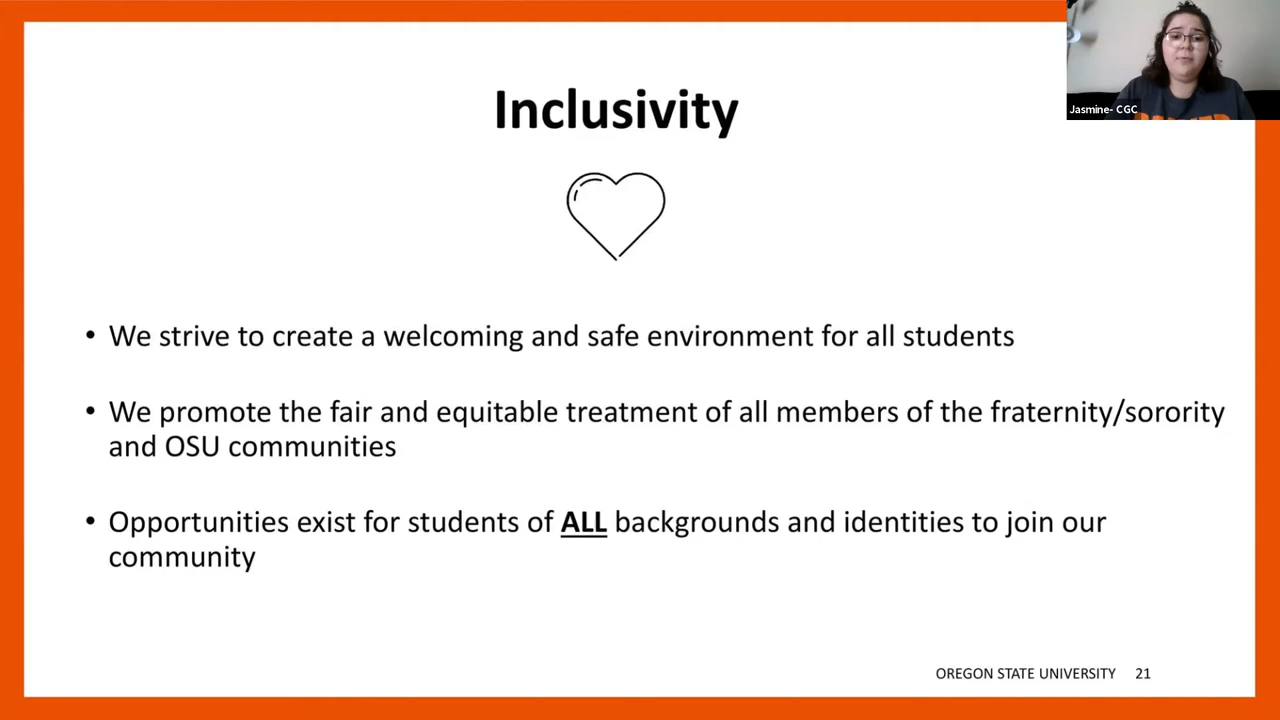 Inclusivity
Jasmine- CGC
• We strive to create a welcoming and safe environment for all students
• We promote the fair and equitable treatment of all members of the fraternity/sorority
and OSU communities
• Opportunities exist for students of ALL backgrounds and identities to join our
community
OREGON STATE UNIVERSITY 21